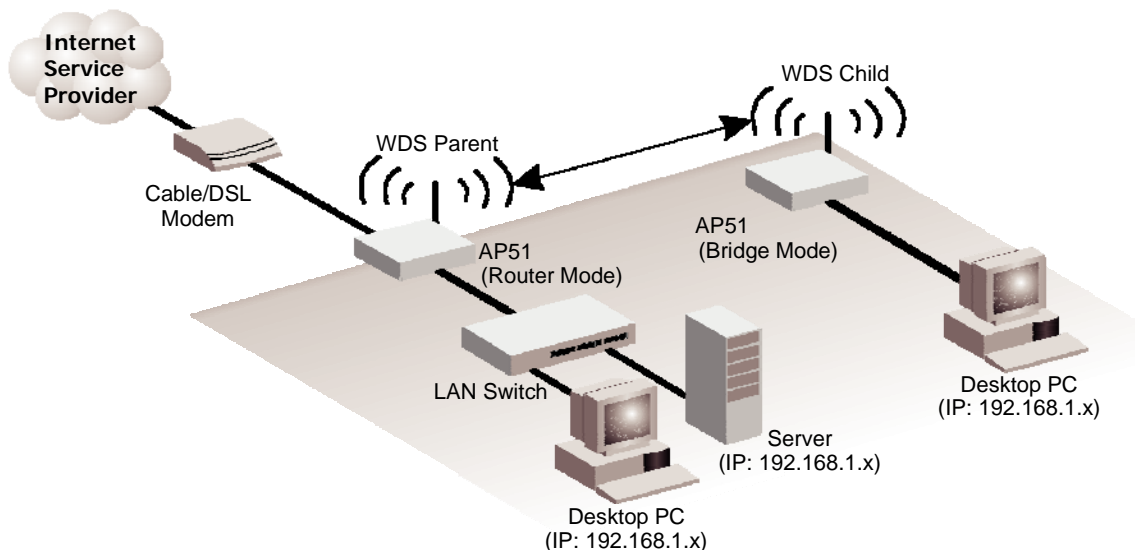 Internet
Service
Provider
WDS Child
WDS Parent
Cable/DSL
Modem
AP51
(Router Mode)
AP51
(Bridge Mode)
LAN Switch
Desktop PC
(IP: 192.168.1.x)
Server
(IP: 192.168.1.x)
Desktop PC
(IP: 192.168.1.x)